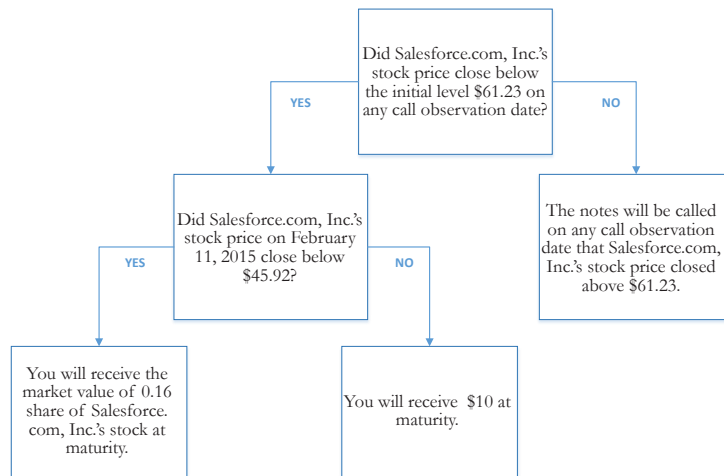 Did Salesforce.com, Inc.'s
stock price close below
the initial level $61.23 on
any call observation date?
YES
NO
Did Salesforce.com, Inc.'s
stock price on February
11, 2015 close below
$45.92?
The notes will be called
on any call observation
date that Salesforce.com,
Inc.'s stock price closed
above $61.23.
YES
NO
You will receive the
market value of 0.16
share of Salesforce.
com, Inc.'s stock at
maturity.
You will receive $10 at
maturity.